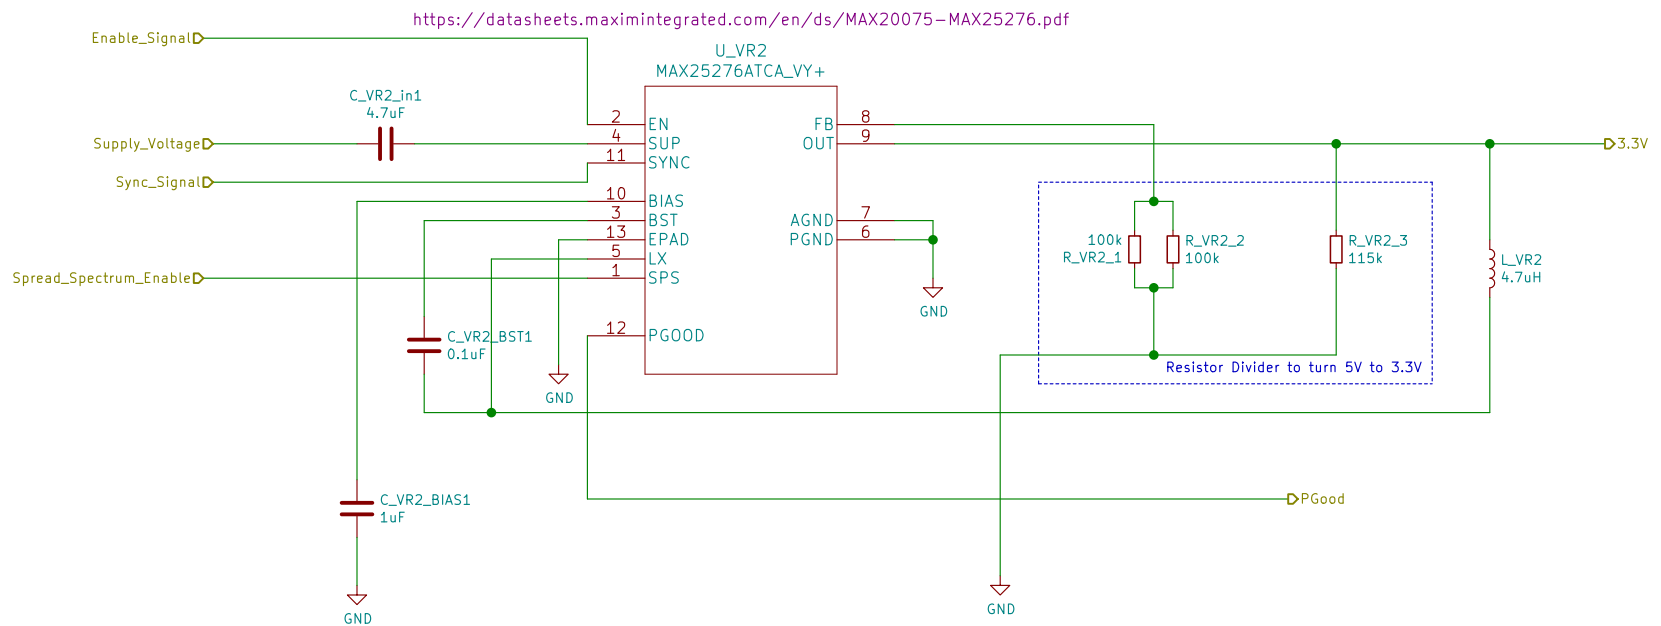 https://datasheets.maximintegrated.com/en/ds/MAX20075-MAX25276.pdf
Enable_Signal
U_VR2
MAX25276ATCA_VY+
C_VR2_in1
4.7uF
2
EN
8
FB
Supply_Voltage
4
SUP
9
OUT
3.3V
11
SYNC
Sync_Signal
10
BIAS
3
BST
7
AGND
13
EPAD
6
PGND
5
LX
Spread_Spectrum_Enable
1
SPS
GND
100k
R_VR2_1
R_VR2_2
100k
R_VR2_3
115k
L_VR2
4.7uH
12
PGOOD
C_VR2_BST1
0.1uF
Resistor Divider to turn 5V to 3.3V
GND
C_VR2_BIAS1
1uF
PGood
GND
GND